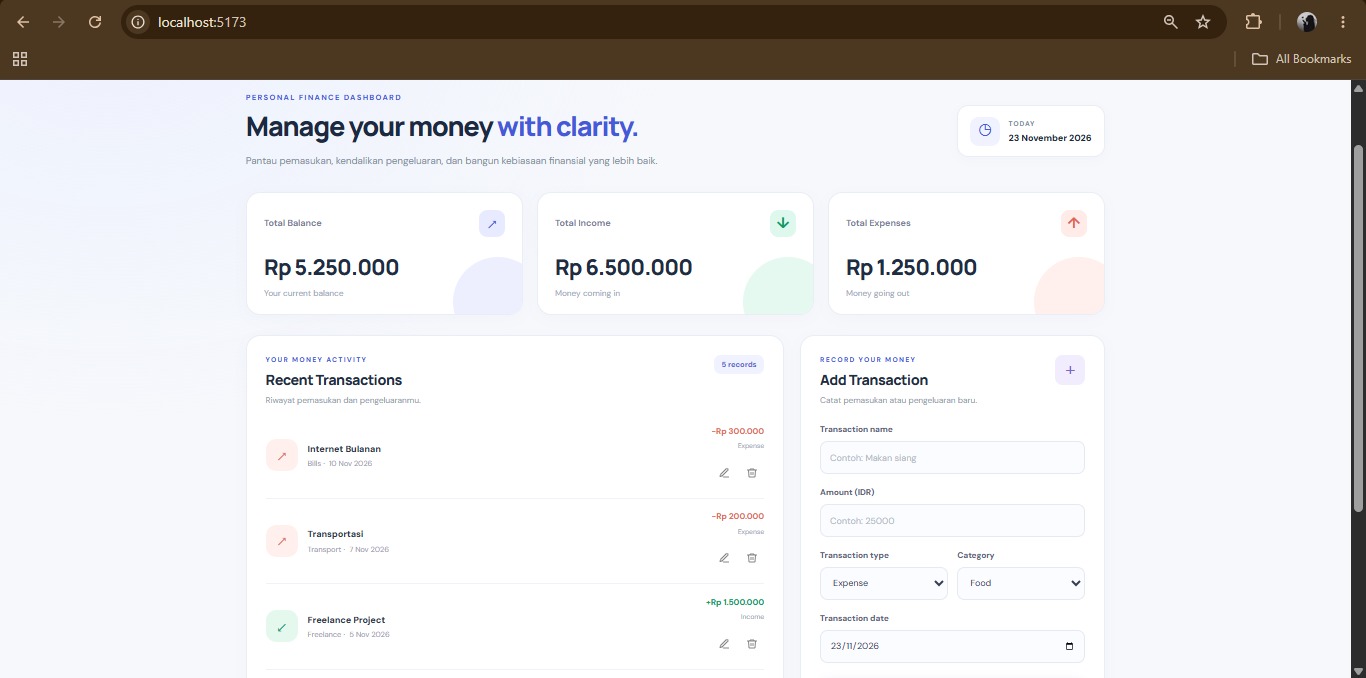 localhost:5173
All Bookmarks
PERSONAL FINANCE DASHBOARD
Manage your money with clarity.
Pantau pemasukan, kendalikan pengeluaran, dan bangun kebiasaan finansial yang lebih baik.
TODAY
23 November 2026
Total Balance
Rp 5.250.000
Your current balance
Total Income
Rp 6.500.000
Money coming in
Total Expenses
Rp 1.250.000
Money going out
YOUR MONEY ACTIVITY
Recent Transactions
Riwayat pemasukan dan pengeluaranmu.
5 records
Internet Bulanan
Bills · 10 Nov 2026
−Rp 300.000
Expense
Transportasi
Transport · 7 Nov 2026
−Rp 200.000
Expense
Freelance Project
Freelance · 5 Nov 2026
+Rp 1.500.000
Income
RECORD YOUR MONEY
Add Transaction
Catat pemasukan atau pengeluaran baru.
+
Transaction name
Contoh: Makan siang
Amount (IDR)
Contoh: 25000
Transaction type
Category
Expense
Food
Transaction date
23/11/2026